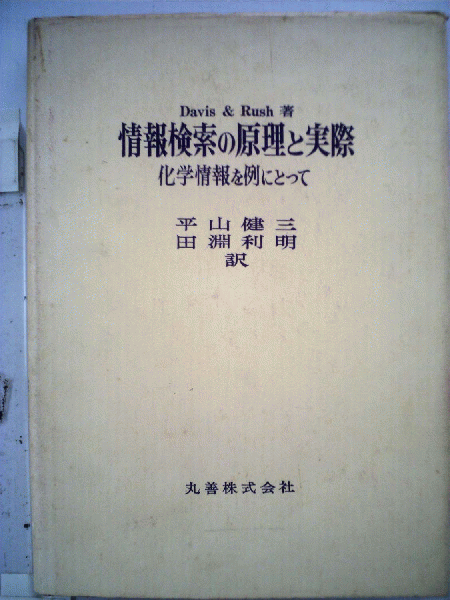 Davis & Rush 著
情報検索の原理と実際
化学情報を例にとって
平山健三
田淵利明
訳
丸善株式会社